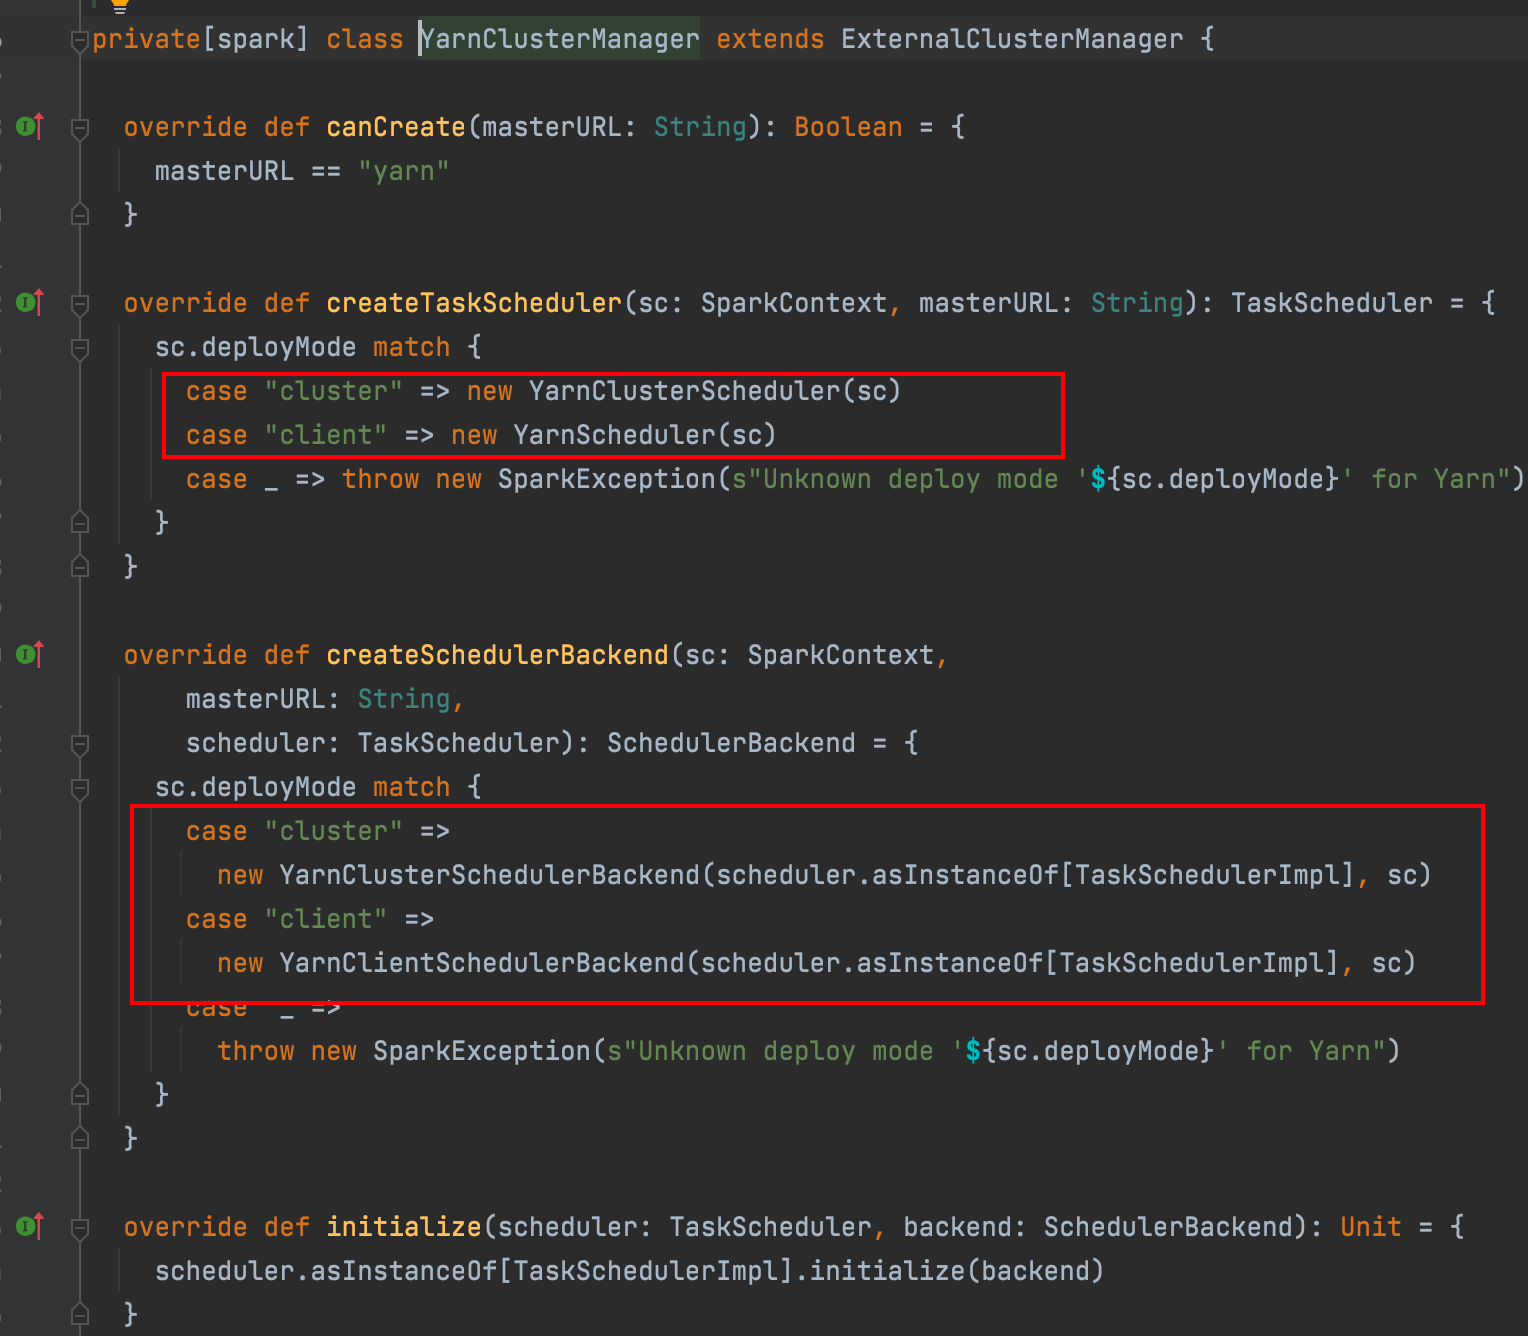 private[spark] class YarnClusterManager extends ExternalClusterManager {
override def canCreate(masterURL: String): Boolean = {
masterURL == "yarn"
}
override def createTaskScheduler(sc: SparkContext, masterURL: String): TaskScheduler = {
sc.deployMode match {
case "cluster" => new YarnClusterScheduler(sc)
case "client" => new YarnScheduler(sc)
case _ => throw new SparkException(s"Unknown deploy mode '${sc.deployMode}' for Yarn")
}
}
override def createSchedulerBackend(sc: SparkContext,
masterURL: String,
scheduler: TaskScheduler): SchedulerBackend = {
sc.deployMode match {
case "cluster" =>
new YarnClusterSchedulerBackend(scheduler.asInstanceOf[TaskSchedulerImpl], sc)
case "client" =>
new YarnClientSchedulerBackend(scheduler.asInstanceOf[TaskSchedulerImpl], sc)
case _ =>
throw new SparkException(s"Unknown deploy mode '${sc.deployMode}' for Yarn")
}
}
override def initialize(scheduler: TaskScheduler, backend: SchedulerBackend): Unit = {
scheduler.asInstanceOf[TaskSchedulerImpl].initialize(backend)
}